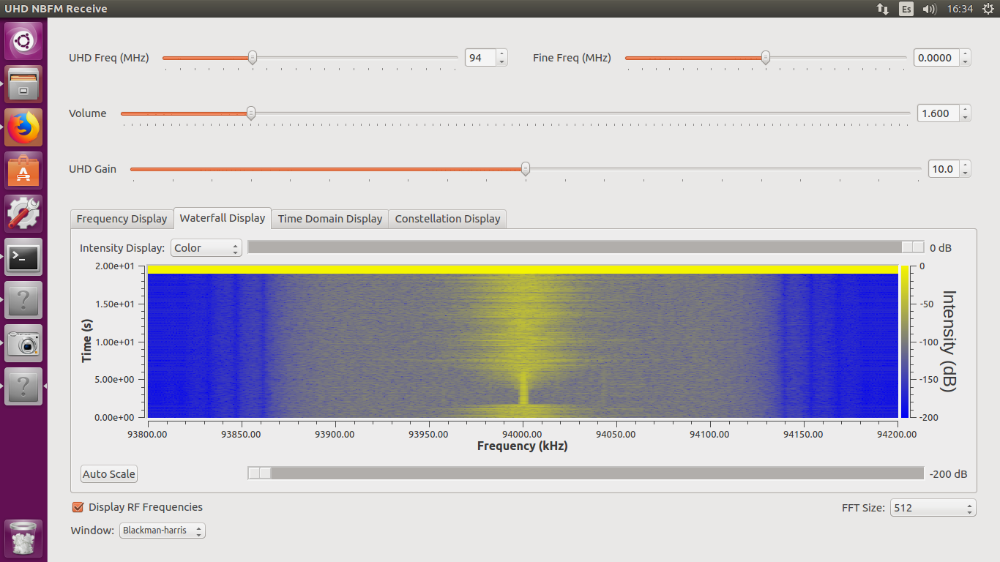 UHD NBFM Receive
Es
16:34
UHD Freq (MHz)
94
Fine Freq (MHz)
0.0000
Volume
1.600
UHD Gain
10.0
Frequency Display
Waterfall Display
Time Domain Display
Constellation Display
Intensity Display:
Color
0 dB
2.00e+01
1.50e+01
1.00e+01
5.00e+00
0.00e+00
Time (s)
0
-50
-100
-150
-200
Intensity (dB)
93800.00
93850.00
93900.00
93950.00
94000.00
94050.00
94100.00
94150.00
94200.00
Frequency (kHz)
Auto Scale
-200 dB
Display RF Frequencies
FFT Size:
512
Window:
Blackman-harris